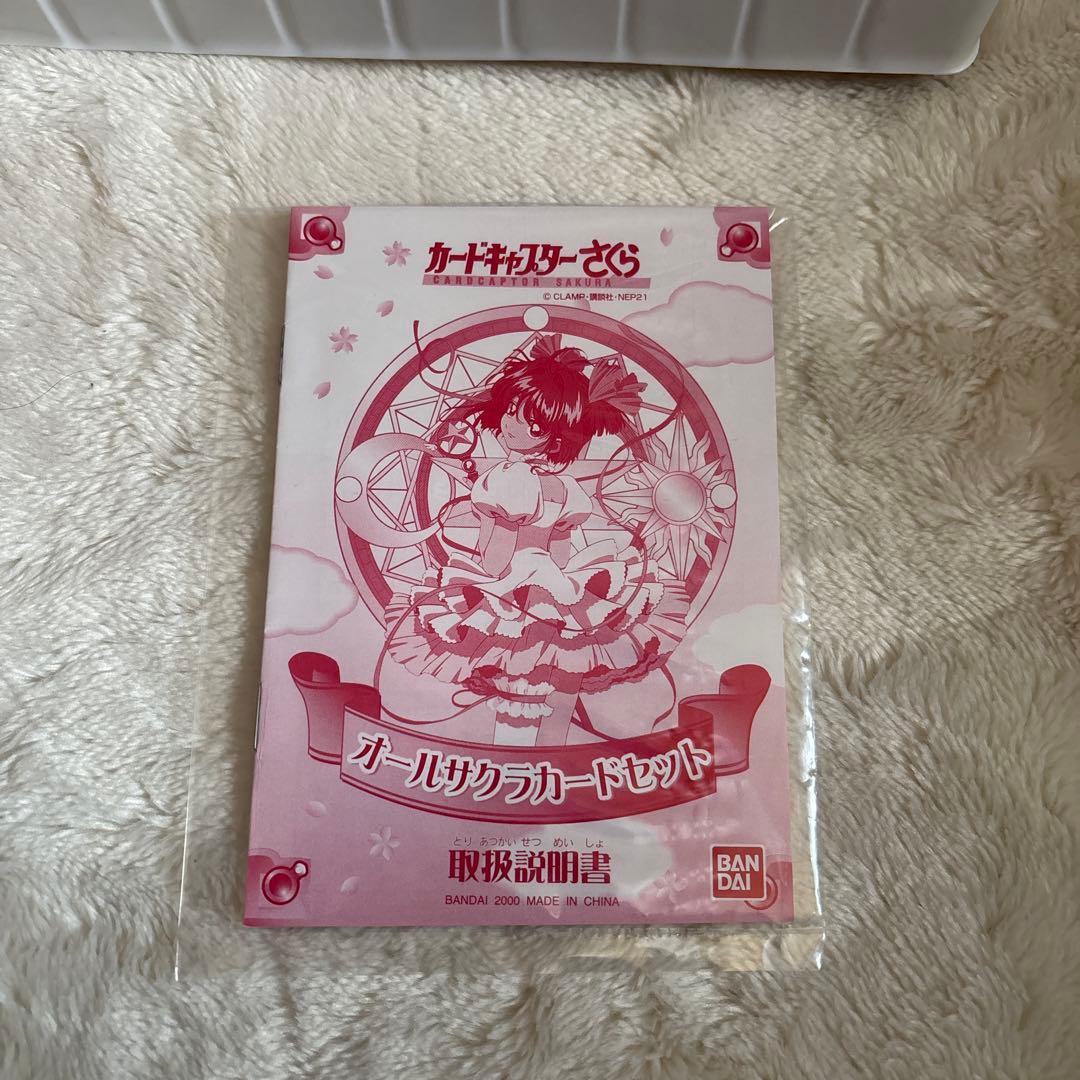 カードキャプターさくら
CARDCAPTOR SAKURA
© CLAMP・講談社・NEP21
オールサクラカードセット
とり あつかい せつ めい しょ
取扱説明書
BANDAI 2000 MADE IN CHINA
BAN
DAI